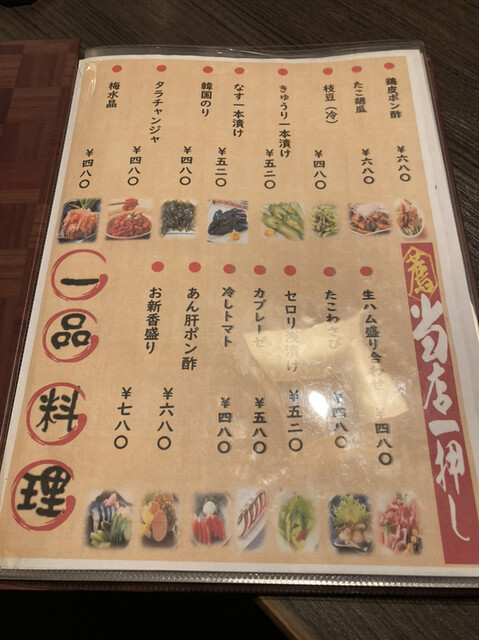 鶏皮ポン酢
¥六八〇
たこ胡瓜
¥六八〇
枝豆（冷）
¥四八〇
きゅうり一本漬け
¥五二〇
なす一本漬け
¥五二〇
韓国のり
¥四八〇
タラチャンジャ
¥四八〇
梅水晶
¥四八〇
薦
当店一押し
生ハム盛り合わせ
¥四八〇
たこわさび
¥四八〇
セロリ浅漬け
¥五二〇
カプレーゼ
¥五八〇
冷しトマト
¥四八〇
あん肝ポン酢
¥六八〇
お新香盛り
¥七八〇
一品料理